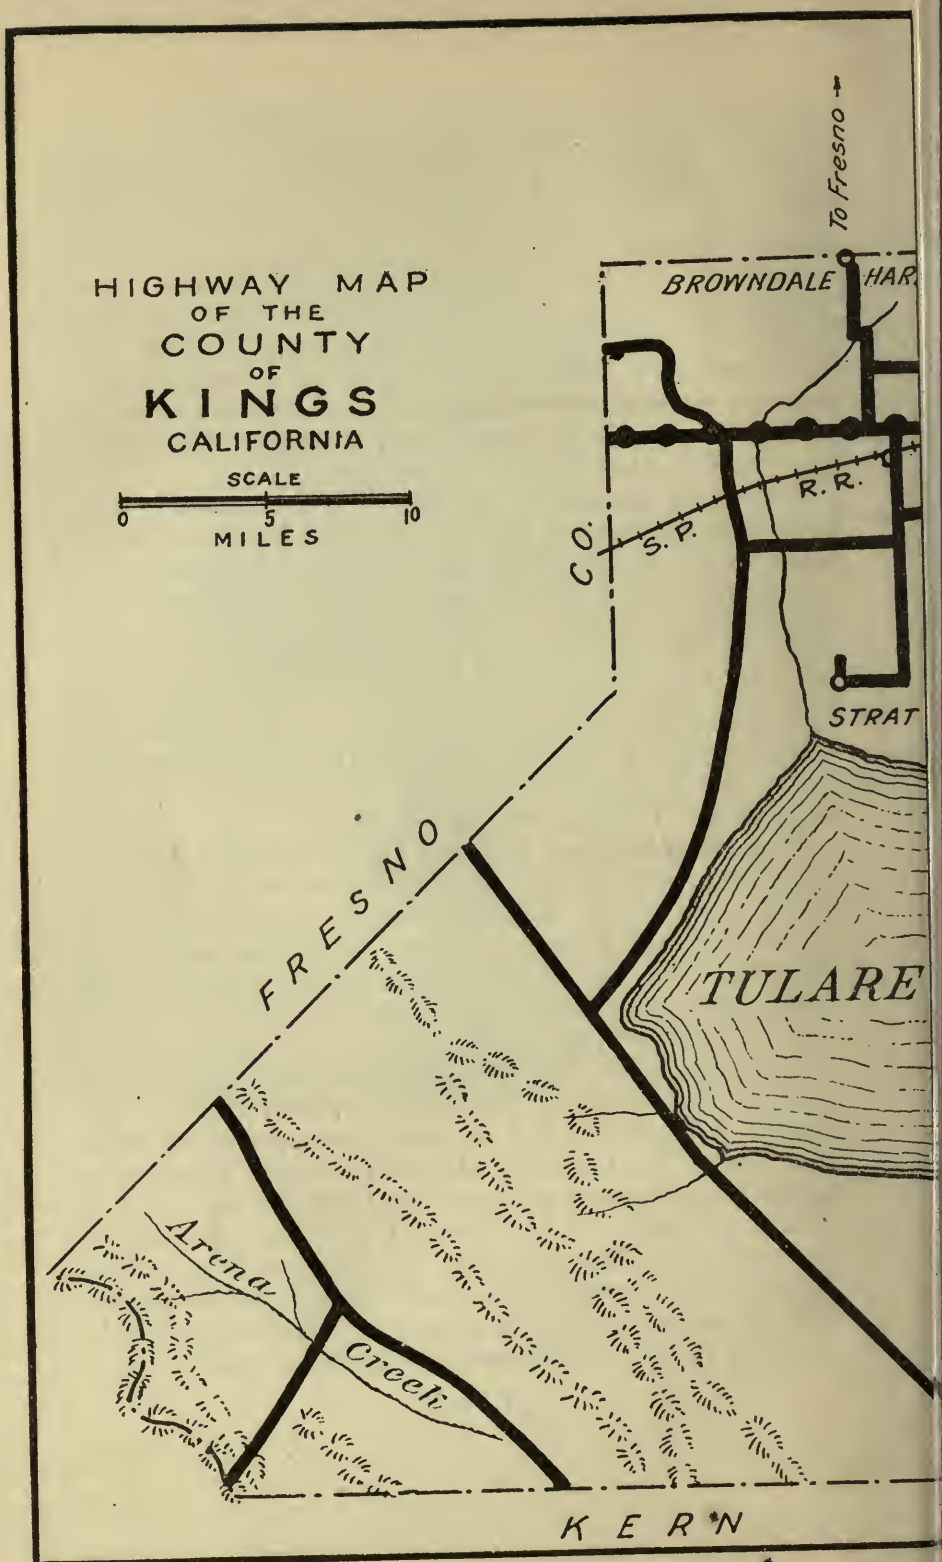 HIGHWAY MAP
OF THE
COUNTY
OF
KINGS
CALIFORNIA
SCALE
0 5 10
MILES
To Fresno
BROWNDALE HAR
S. P. R. R.
FRESNO CO.
STRAT
TULARE
Arena Creek
KERN